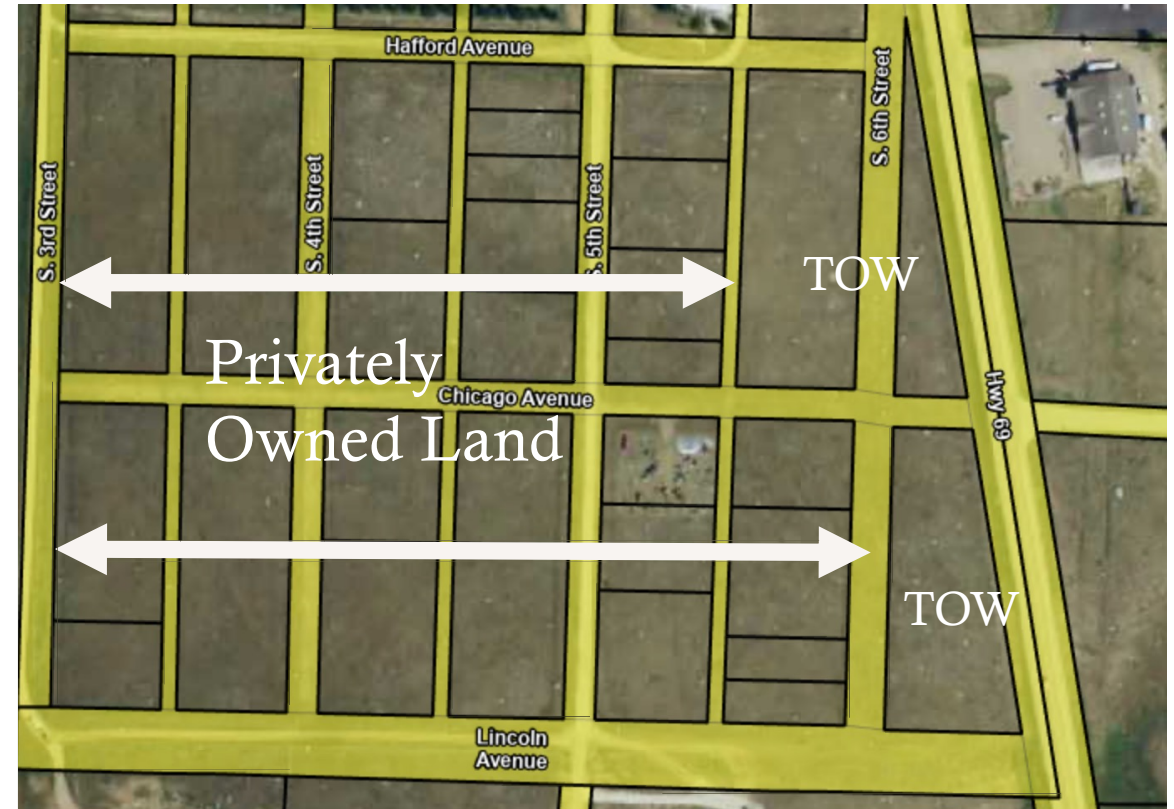 Hafford Avenue
S. 3rd Street
S. 4th Street
S. 5th Street
S. 6th Street
TOW
Privately
Owned Land
Chicago Avenue
Hwy 69
TOW
Lincoln
Avenue